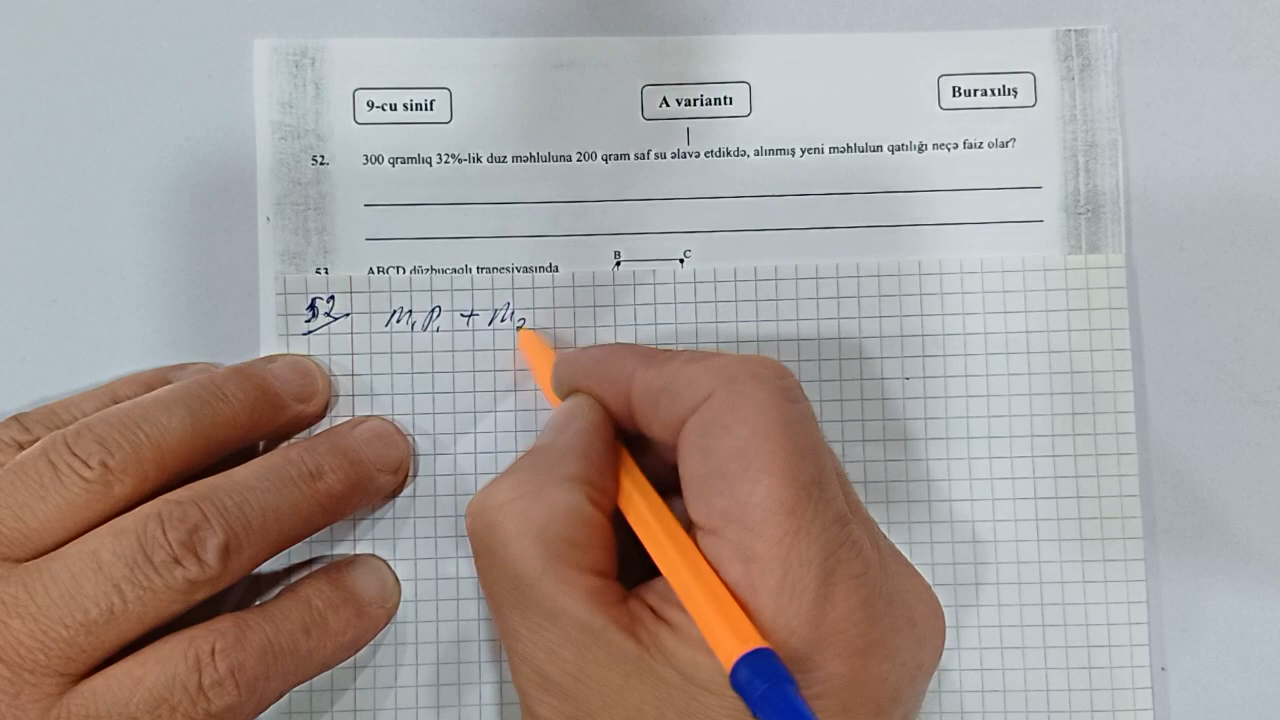 9-cu sinif
A variantı
Buraxılış
52. 300 qramlıq 32%-lik duz məhluluna 200 qram saf su əlavə etdikdə, alınmış yeni məhlulun qatılığı neçə faiz olar?
53. ABCD düzbucaqlı trapesiyasında
B C
52 m₁p₁ + m₂